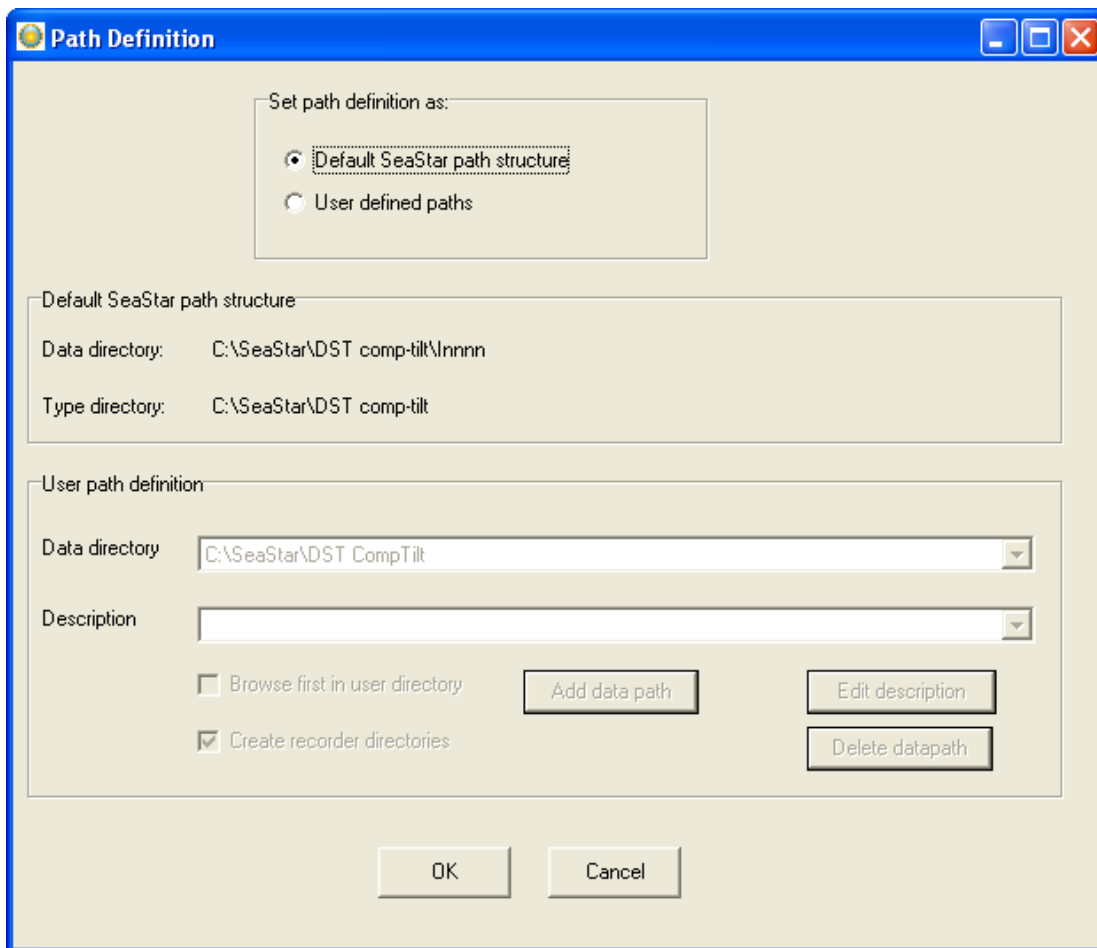 Path Definition
Set path definition as:
Default SeaStar path structure
User defined paths
Default SeaStar path structure
Data directory: C:\SeaStar\DST comp-tilt\Innnn
Type directory: C:\SeaStar\DST comp-tilt
User path definition
Data directory C:\SeaStar\DST CompTilt
Description
Browse first in user directory Add data path Edit description
Create recorder directories Delete datapath
OK Cancel